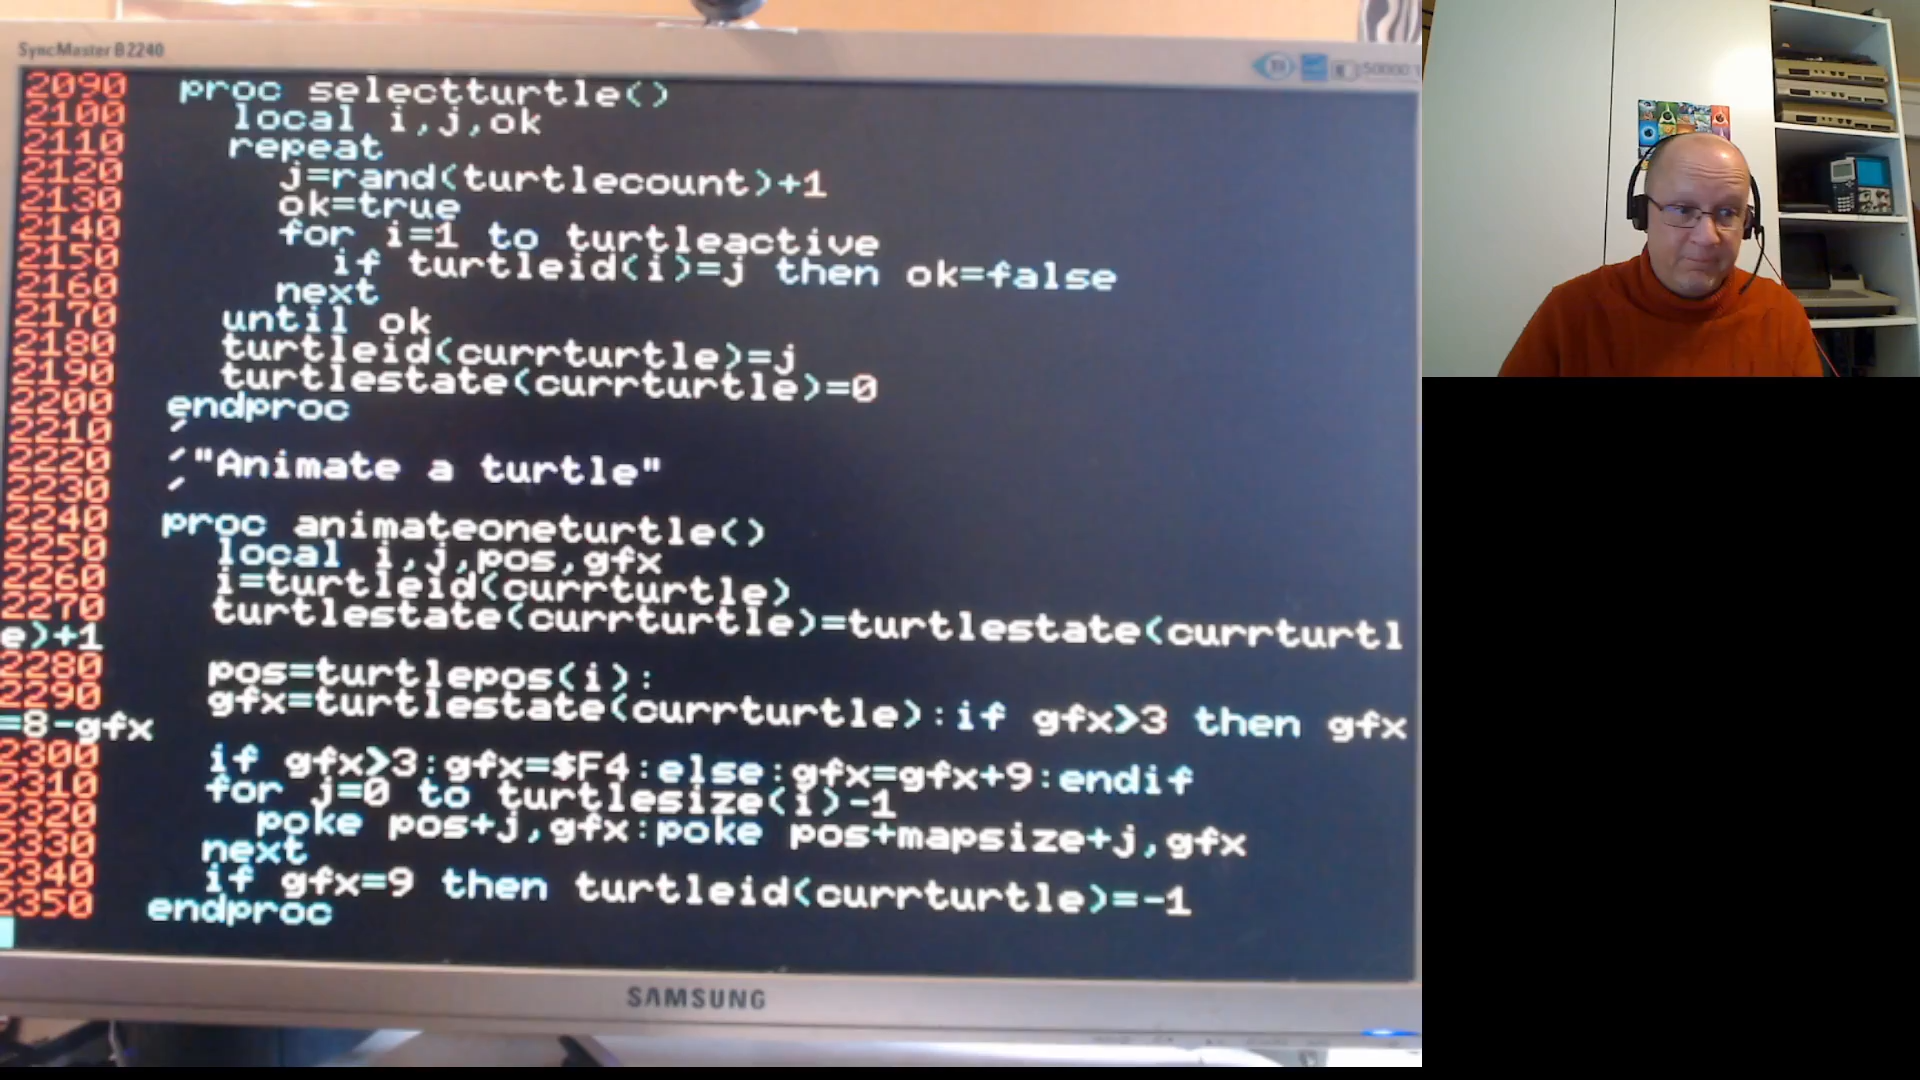 SyncMaster B2240
2090 proc selectturtle()
2100 local i,j,ok
2110 repeat
2120 j=rand(turtlecount)+1
2130 ok=true
2140 for i=1 to turtleactive
2150 if turtleid(i)=j then ok=false
2160 next
2170 until ok
2180 turtleid(currturtle)=j
2190 turtlestate(currturtle)=0
2200 endproc
2210 '
2220 '"Animate a turtle"
2230 '
2240 proc animateoneturtle()
2250 local i,j,pos,gfx
2260 i=turtleid(currturtle)
2270 turtlestate(currturtle)=turtlestate(currturtl
e)+1
2280 pos=turtlepos(i):
2290 gfx=turtlestate(currturtle):if gfx>3 then gfx
=8-gfx
2300 if gfx>3:gfx=$F4:else:gfx=gfx+9:endif
2310 for j=0 to turtlesize(i)-1
2320 poke pos+j,gfx:poke pos+mapsize+j,gfx
2330 next
2340 if gfx=9 then turtleid(currturtle)=-1
2350 endproc
SAMSUNG